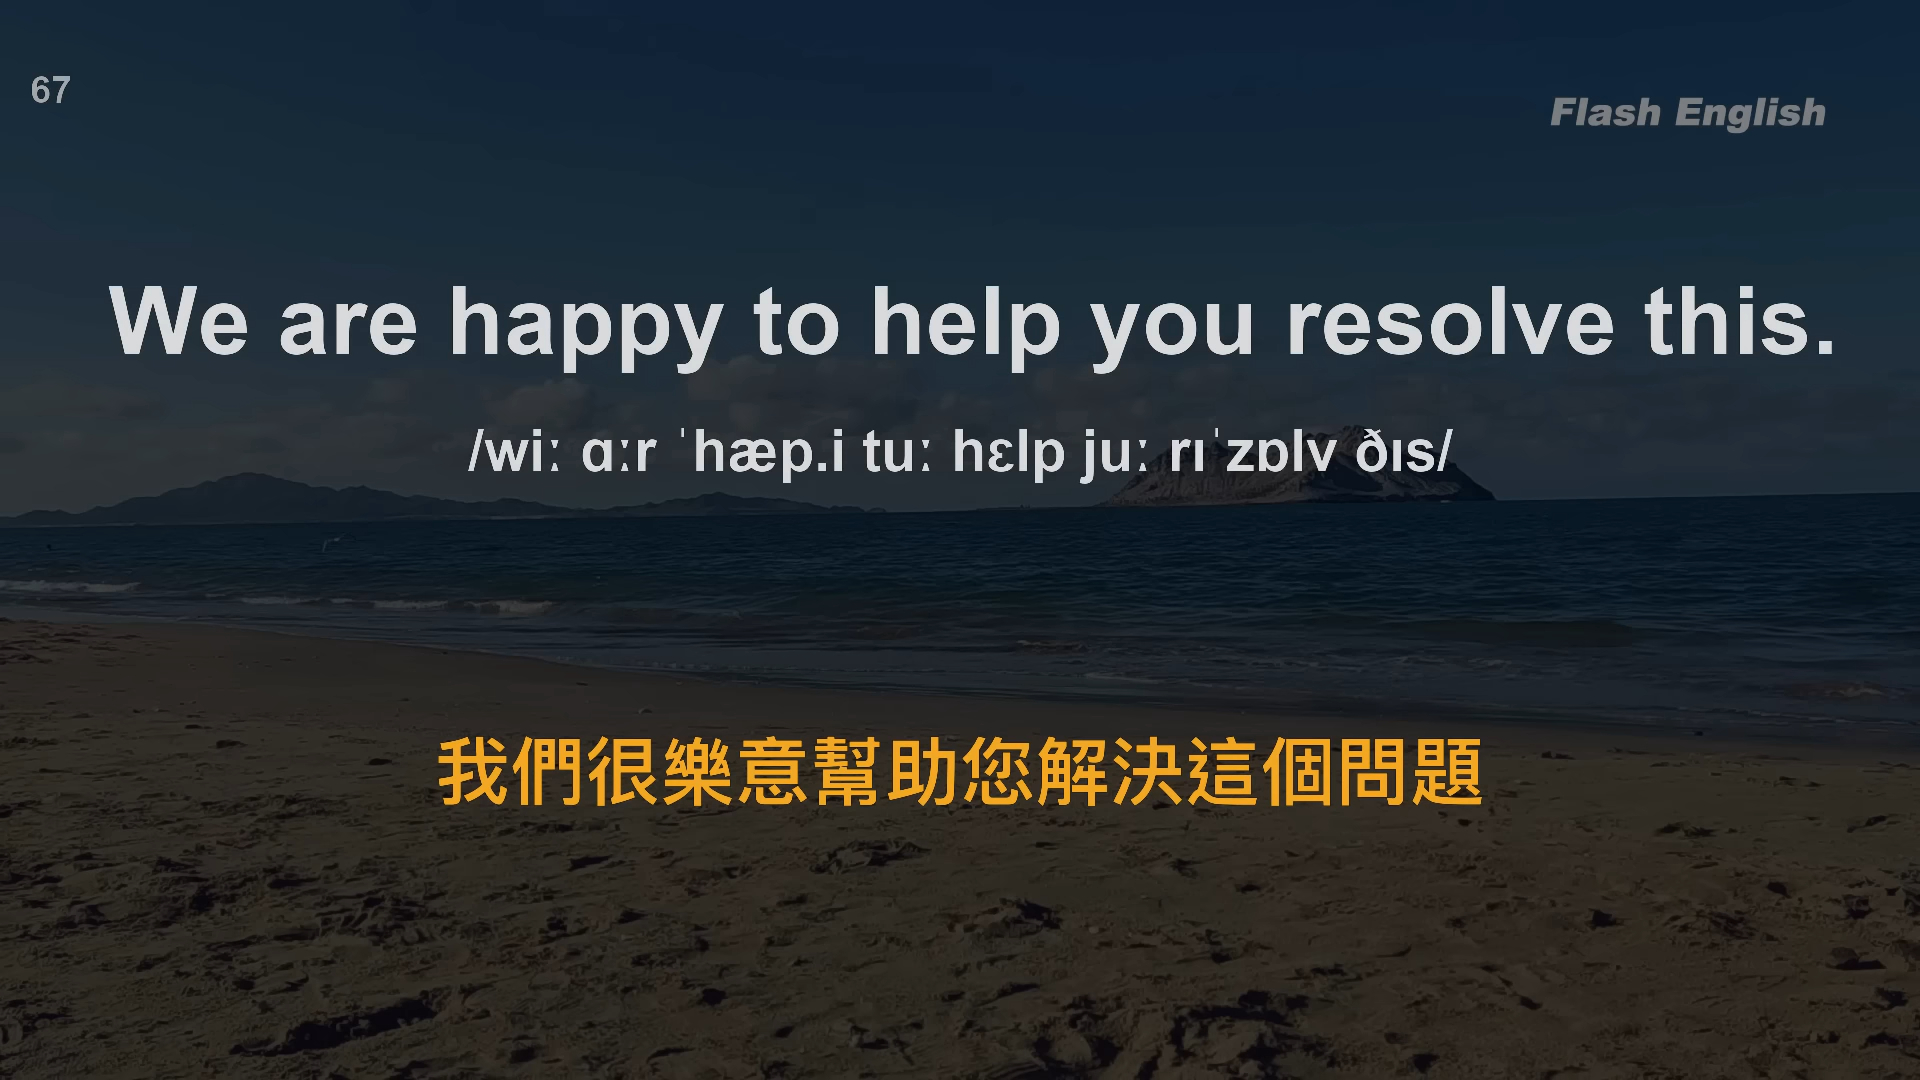 67
Flash English
We are happy to help you resolve this.
/wiː ɑːr ˈhæp.i tuː hɛlp juː rɪˈzɒlv ðɪs/
我們很樂意幫助您解決這個問題